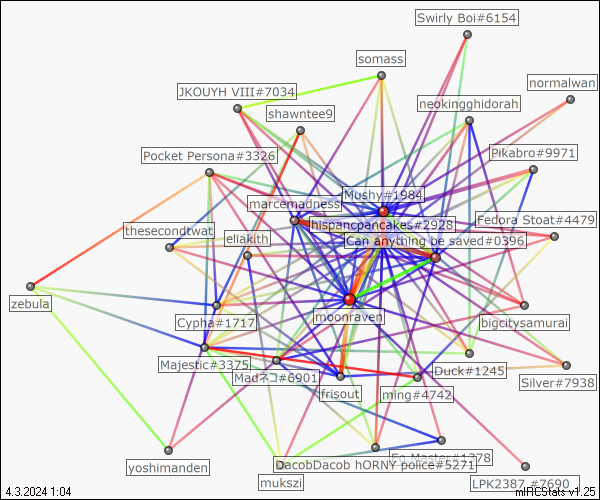 Swirly Boi#6154
somass
normalwan
JKOUYH VIII#7034
neokingghidorah
shawntee9
Pocket Persona#3326
Pikabro#9971
Mushy#1984
marcemadness
hispancpancakes#2928
Fedora Stoat#4479
thesecondtwat
eliakith
Can anything be saved#0396
zebula
Cypha#1717
moonraven
bigcitysamurai
Majestic#3375
Madネコ#6901
Duck#1245
Silver#7938
frisout
ming#4742
yoshimanden
DacobDacob hORNY police#5271
mukszi
LPK2387_#7690
4.3.2024 1:04
mIRCStats v1.25